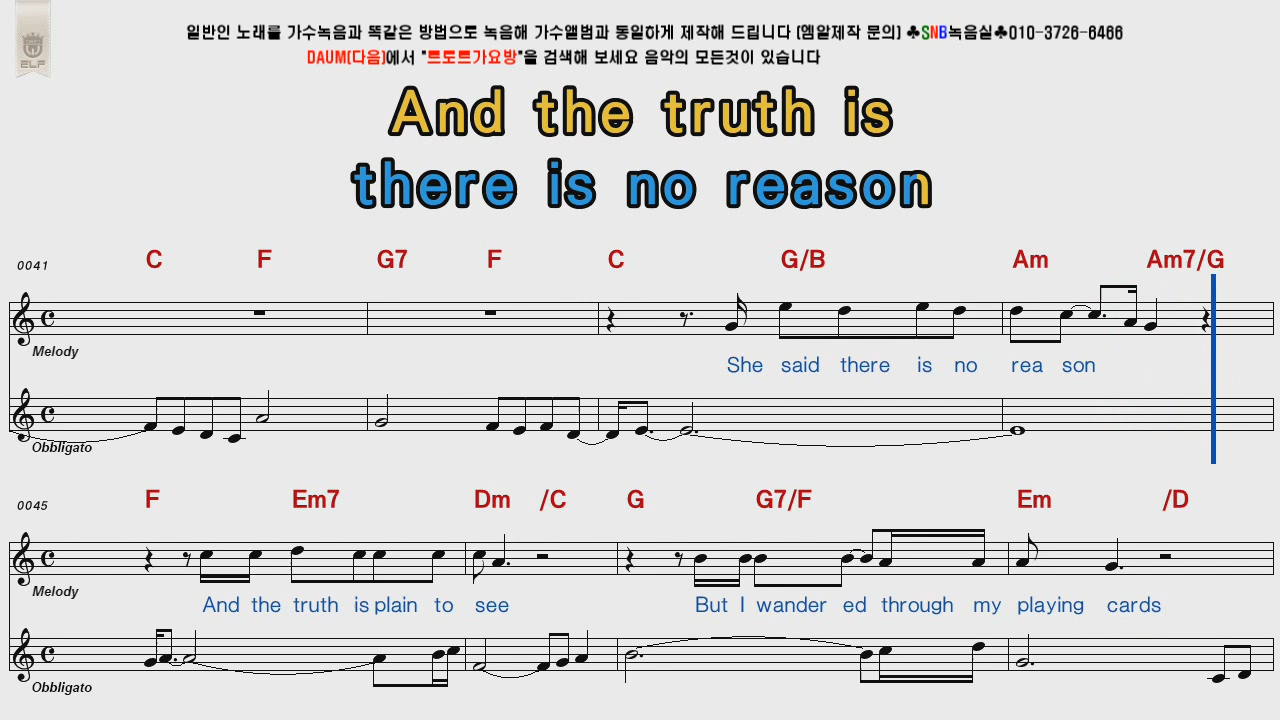 일반인 노래를 가수녹음과 똑같은 방법으로 녹음해 가수앨범과 동일하게 제작해 드립니다 (엠알제작 문의) ♣SNB녹음실♣010-3726-6466
DAUM(다음)에서 "트로트가요방"을 검색해 보세요 음악의 모든것이 있습니다
ELF
And the truth is
there is no reason
0041 C F G7 F C G/B Am Am7/G
Melody
She said there is no rea son
Obbligato
0045 F Em7 Dm /C G G7/F Em /D
Melody
And the truth is plain to see But I wander ed through my playing cards
Obbligato